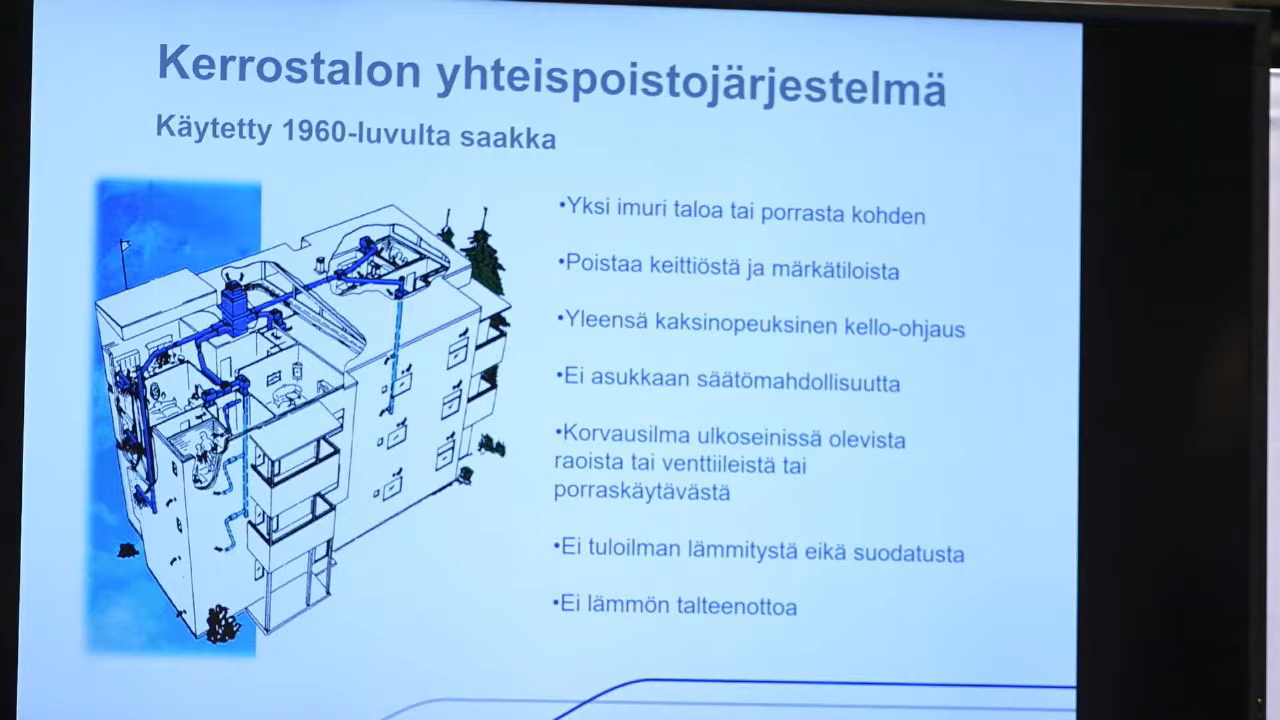 Kerrostalon yhteispoistojärjestelmä
Käytetty 1960-luvulta saakka
•Yksi imuri taloa tai porrasta kohden
•Poistaa keittiöstä ja märkätiloista
•Yleensä kaksinopeuksinen kello-ohjaus
•Ei asukkaan säätömahdollisuutta
•Korvausilma ulkoseinissä olevista
raoista tai venttiileistä tai
porraskäytävästä
•Ei tuloilman lämmitystä eikä suodatusta
•Ei lämmön talteenottoa